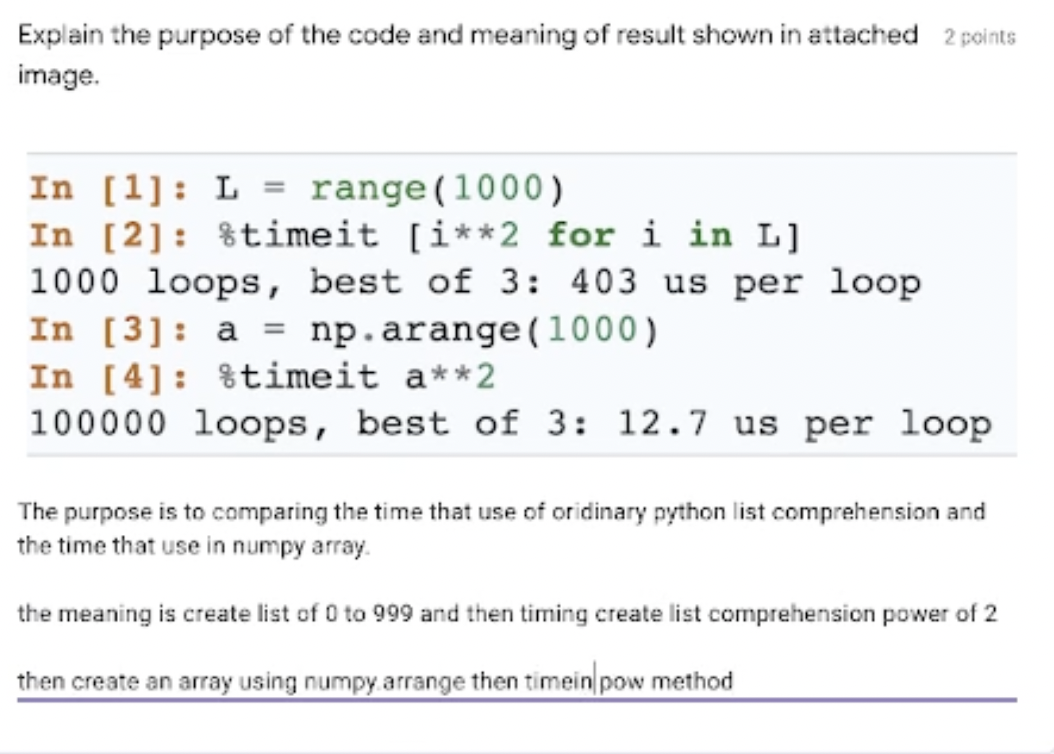 Explain the purpose of the code and meaning of result shown in attached 2 points
image.
In [1]: L = range(1000)
In [2]: %timeit [i**2 for i in L]
1000 loops, best of 3: 403 us per loop
In [3]: a = np.arange(1000)
In [4]: %timeit a**2
100000 loops, best of 3: 12.7 us per loop
The purpose is to comparing the time that use of oridinary python list comprehension and
the time that use in numpy array.
the meaning is create list of 0 to 999 and then timing create list comprehension power of 2
then create an array using numpy.arrange then timein pow method